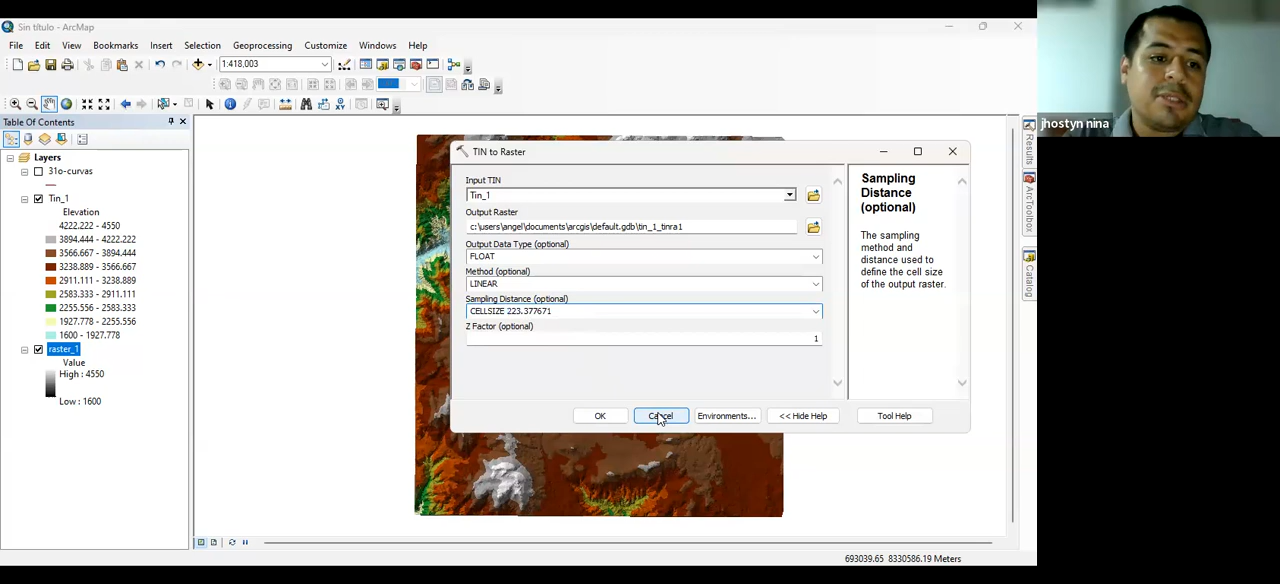 Sin título - ArcMap
File Edit View Bookmarks Insert Selection Geoprocessing Customize Windows Help
1:418.003
Table Of Contents
Layers
31o-curvas
Tin_1
Elevation
4222.222 - 4550
3894.444 - 4222.222
3566.667 - 3894.444
3238.889 - 3566.667
2911.111 - 3238.889
2583.333 - 2911.111
2255.556 - 2583.333
1927.778 - 2255.556
1600 - 1927.778
raster_1
Value
High : 4550
Low : 1600
TIN to Raster
Input TIN
Tin_1
Output Raster
c:\users\angel\documents\arcgis\default.gdb\tin_1_tinra1
Output Data Type (optional)
FLOAT
Method (optional)
LINEAR
Sampling Distance (optional)
CELLSIZE 223.377671
Z Factor (optional)
1
OK Cancel Environments... << Hide Help Tool Help
Sampling
Distance
(optional)
The sampling
method and
distance used to
define the cell size
of the output raster.
Results
ArcToolbox
Catalog
jhostyn nina
693039.65 8330586.19 Meters